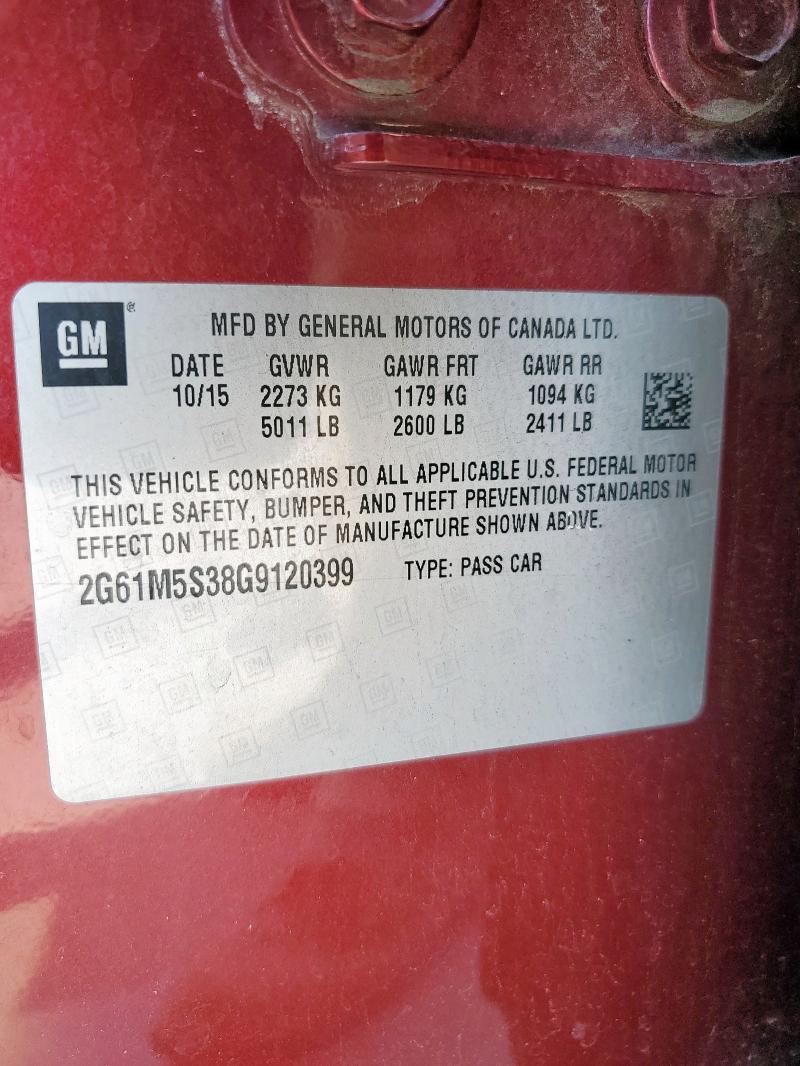 GM ®
MFD BY GENERAL MOTORS OF CANADA LTD.
DATE GVWR GAWR FRT GAWR RR
10/15 2273 KG 1179 KG 1094 KG
5011 LB 2600 LB 2411 LB
THIS VEHICLE CONFORMS TO ALL APPLICABLE U.S. FEDERAL MOTOR
VEHICLE SAFETY, BUMPER, AND THEFT PREVENTION STANDARDS IN
EFFECT ON THE DATE OF MANUFACTURE SHOWN ABOVE.
2G61M5S38G9120399 TYPE: PASS CAR